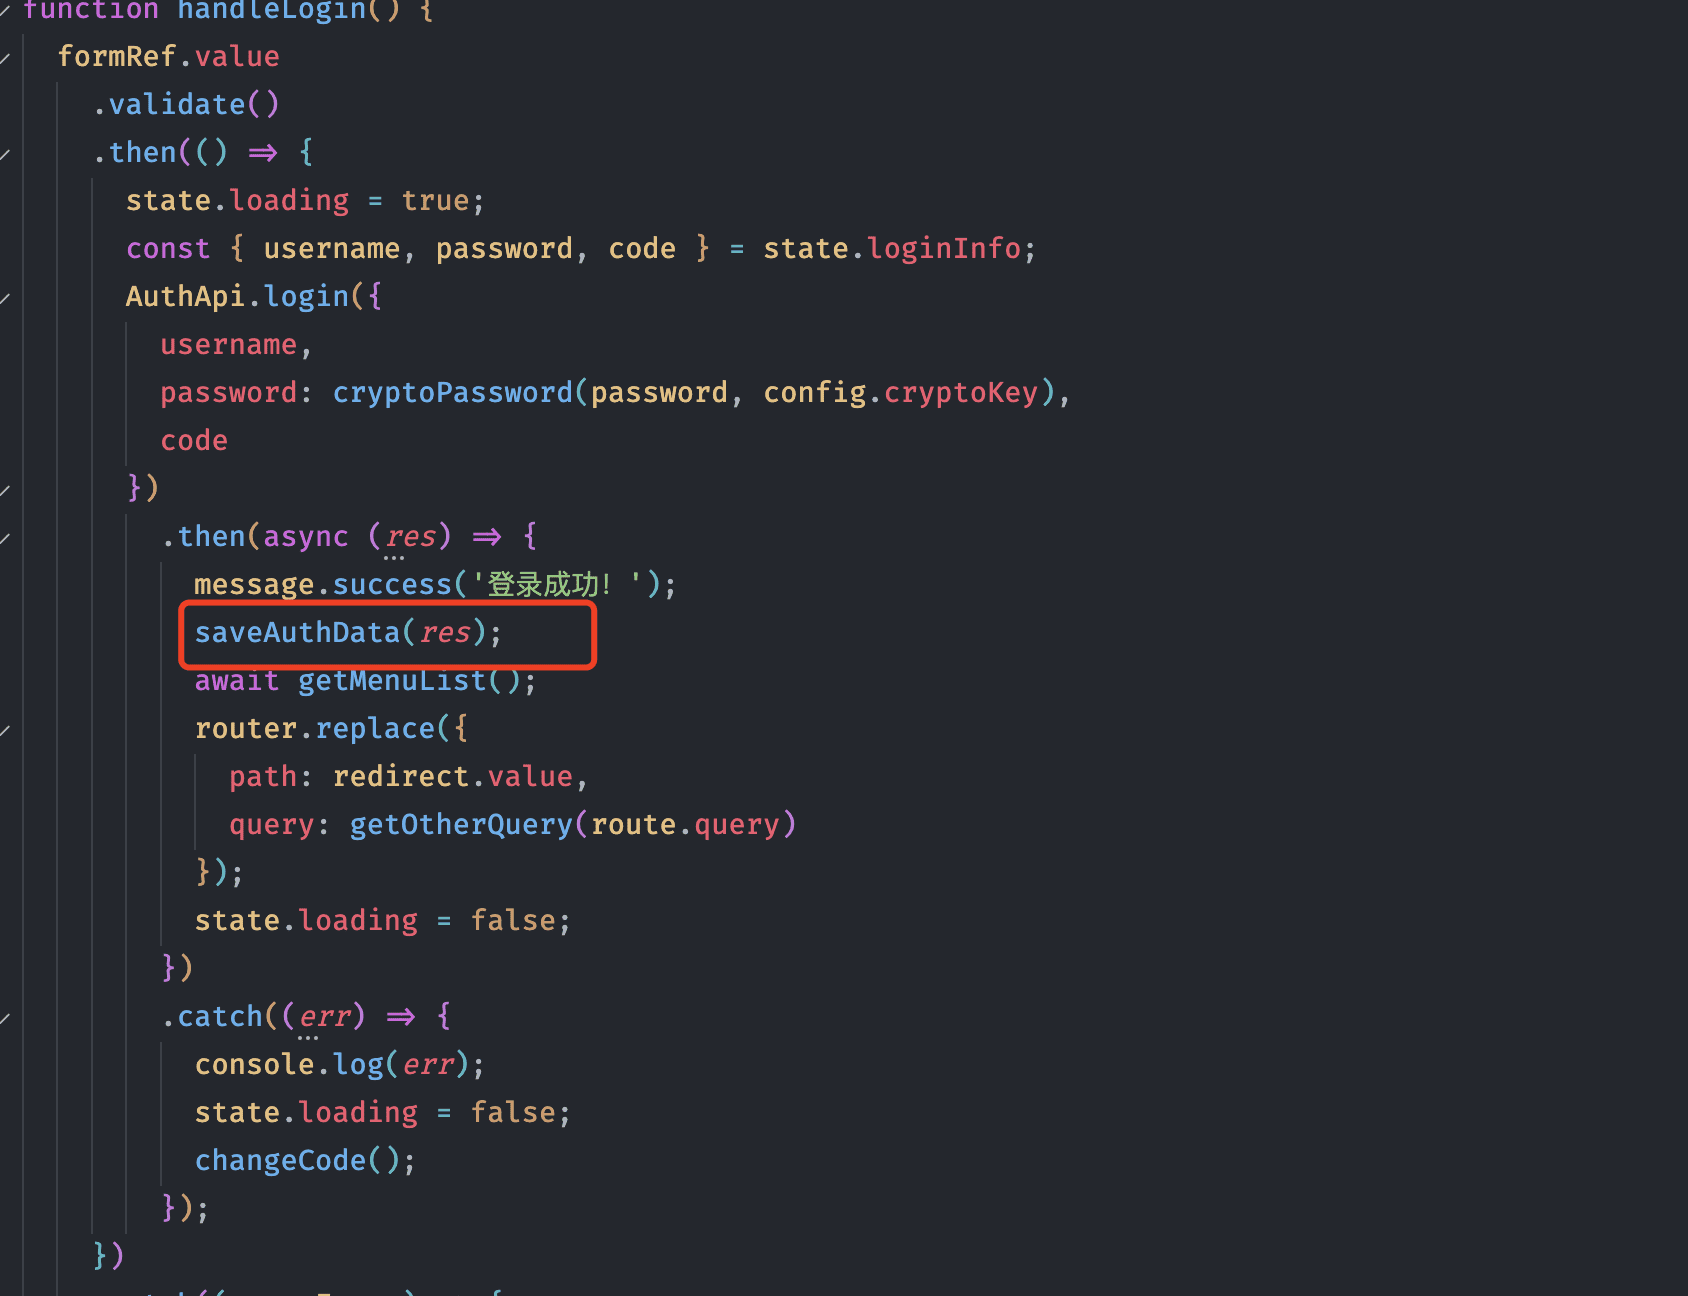 function handleLogin() {
formRef.value
.validate()
.then(() => {
state.loading = true;
const { username, password, code } = state.loginInfo;
AuthApi.login({
username,
password: cryptoPassword(password, config.cryptoKey),
code
})
.then(async (res) => {
message.success('登录成功！');
saveAuthData(res);
await getMenuList();
router.replace({
path: redirect.value,
query: getOtherQuery(route.query)
});
state.loading = false;
})
.catch((err) => {
console.log(err);
state.loading = false;
changeCode();
});
})